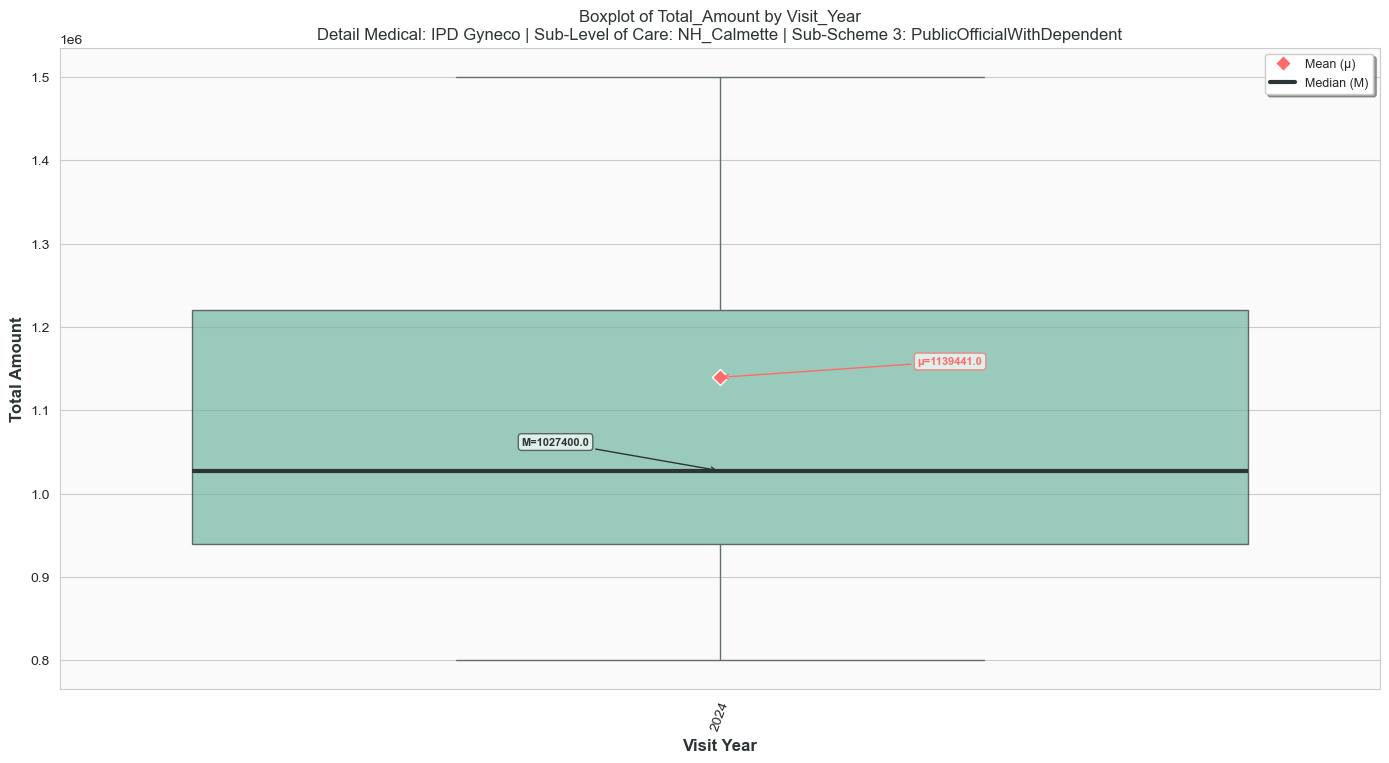 Boxplot of Total_Amount by Visit_Year
Detail Medical: IPD Gyneco | Sub-Level of Care: NH_Calmette | Sub-Scheme 3: PublicOfficialWithDependent
1e6
Mean (μ)
Median (M)
1.5
1.4
1.3
1.2
1.1
1.0
0.9
0.8
Total Amount
μ=1139441.0
M=1027400.0
2024
Visit Year